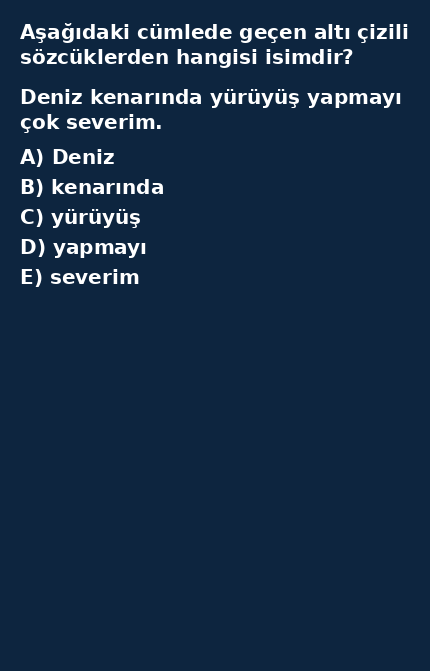 Aşağıdaki cümlede geçen altı çizili
sözcüklerden hangisi isimdir?
Deniz kenarında yürüyüş yapmayı
çok severim.
A) Deniz
B) kenarında
C) yürüyüş
D) yapmayı
E) severim